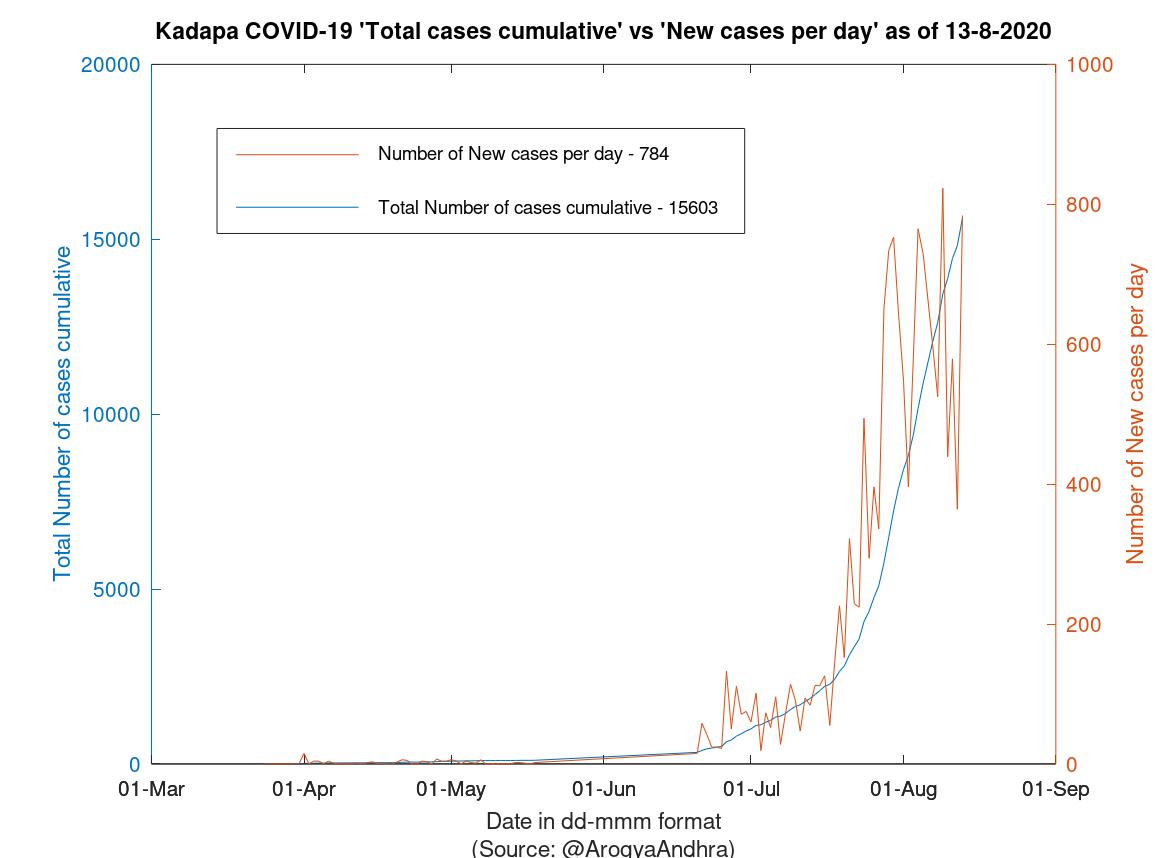 Kadapa COVID-19 'Total cases cumulative' vs 'New cases per day' as of 13-8-2020
20000
15000
10000
5000
0
Total Number of cases cumulative
Number of New cases per day - 784
Total Number of cases cumulative - 15603
1000
800
600
400
200
0
Number of New cases per day
01-Mar 01-Apr 01-May 01-Jun 01-Jul 01-Aug 01-Sep
Date in dd-mmm format
(Source: @ArogyaAndhra)